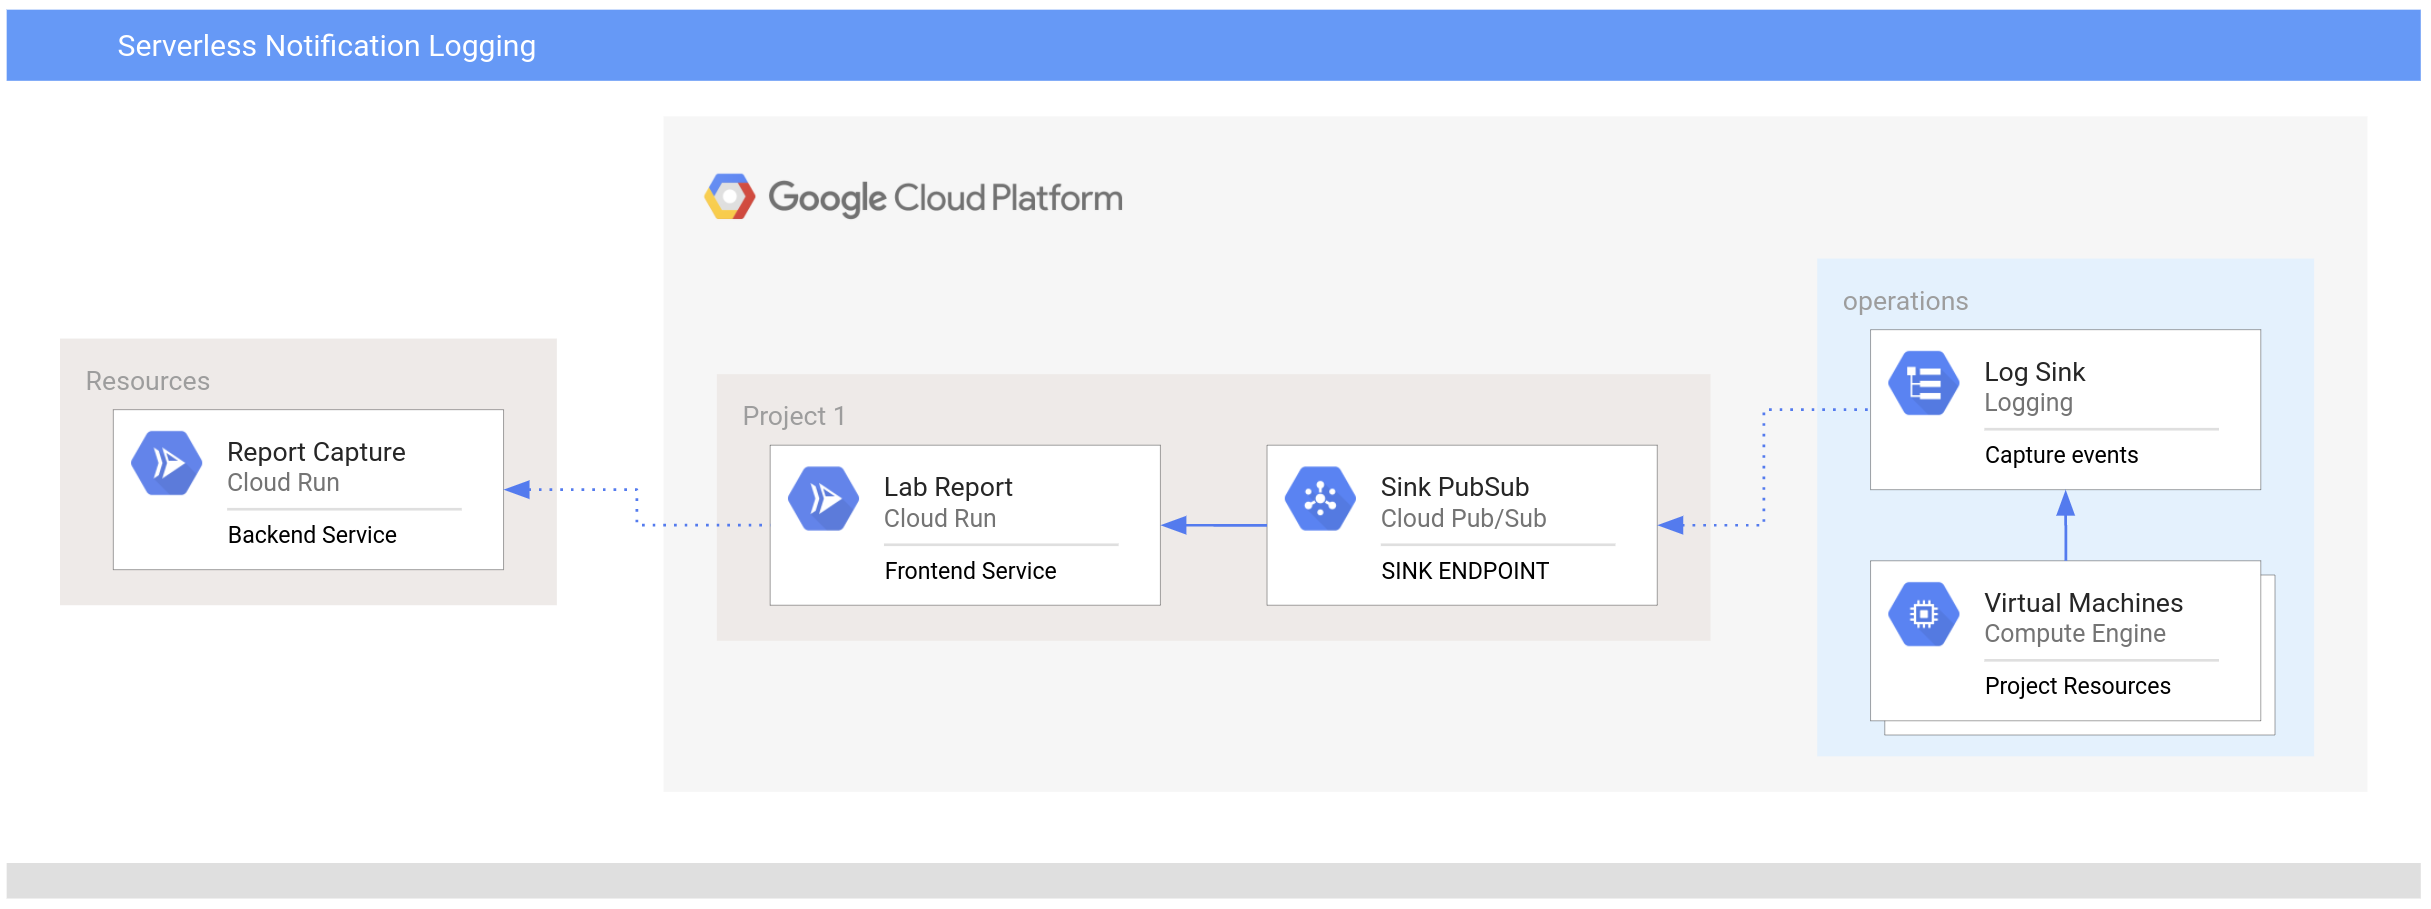 Serverless Notification Logging
Google Cloud Platform
operations
Log Sink
Logging
Capture events
Virtual Machines
Compute Engine
Project Resources
Project 1
Lab Report
Cloud Run
Frontend Service
Sink PubSub
Cloud Pub/Sub
SINK ENDPOINT
Resources
Report Capture
Cloud Run
Backend Service